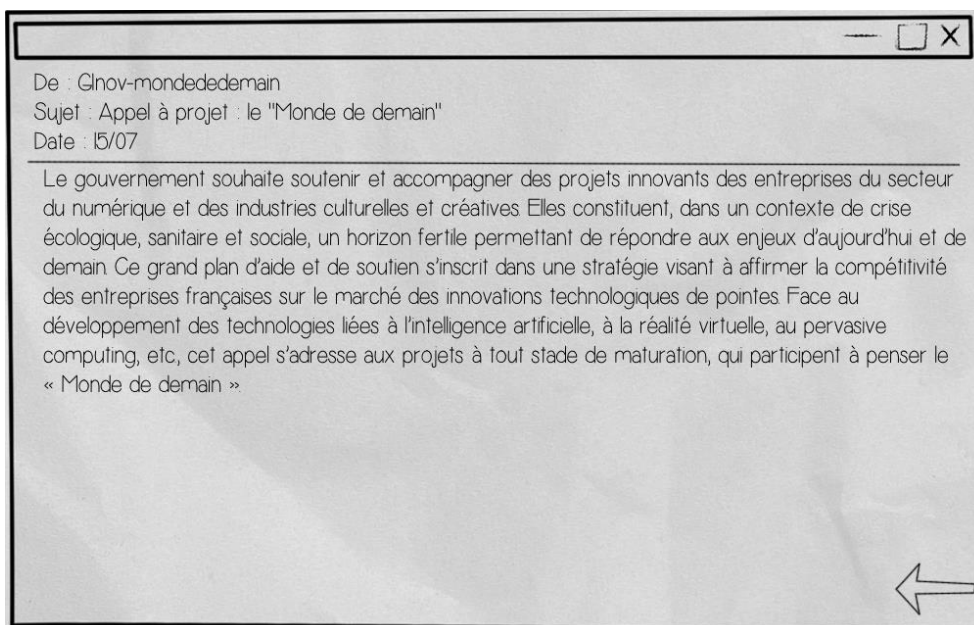 De : GInov-mondededemain
Sujet : Appel à projet : le "Monde de demain"
Date : 15/07
Le gouvernement souhaite soutenir et accompagner des projets innovants des entreprises du secteur
du numérique et des industries culturelles et créatives. Elles constituent, dans un contexte de crise
écologique, sanitaire et sociale, un horizon fertile permettant de répondre aux enjeux d'aujourd'hui et de
demain. Ce grand plan d'aide et de soutien s'inscrit dans une stratégie visant à affirmer la compétitivité
des entreprises françaises sur le marché des innovations technologiques de pointes. Face au
développement des technologies liées à l'intelligence artificielle, à la réalité virtuelle, au pervasive
computing, etc, cet appel s'adresse aux projets à tout stade de maturation, qui participent à penser le
« Monde de demain ».